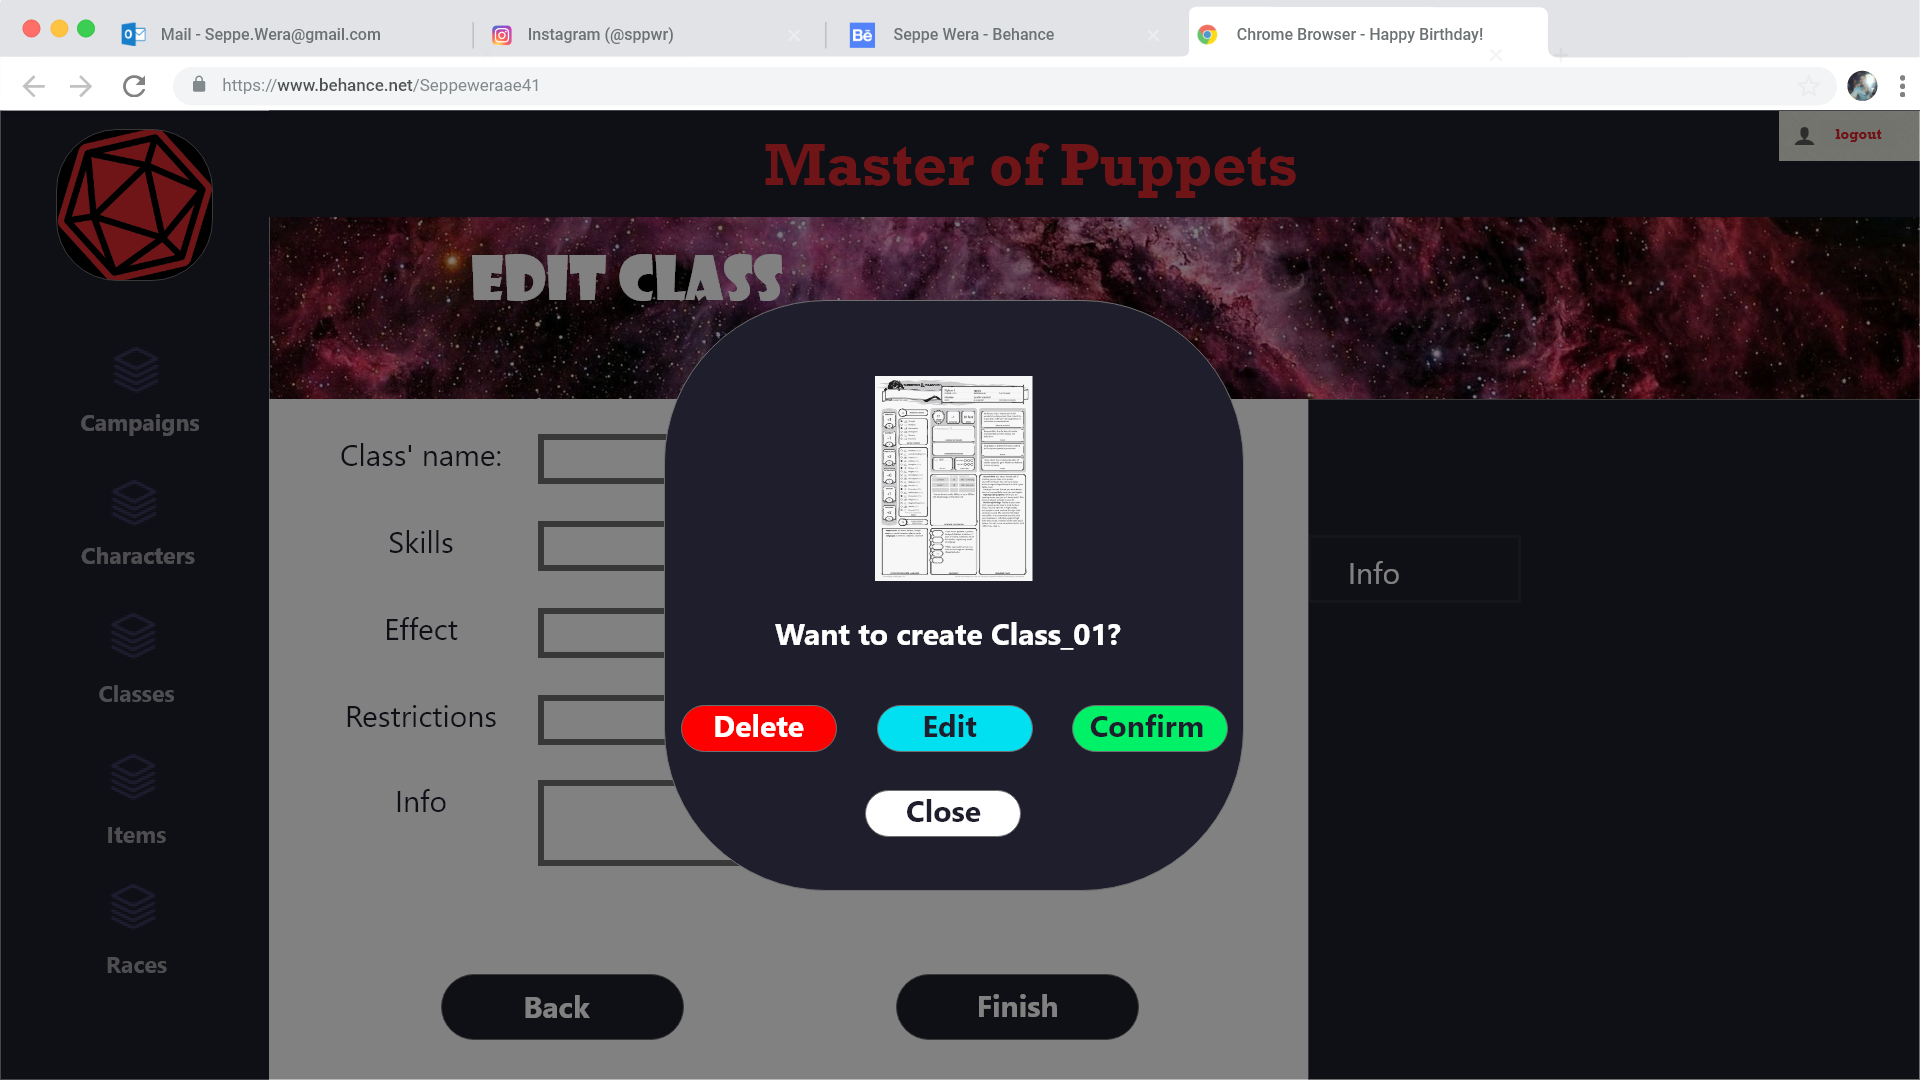 Mail - Seppe.Wera@gmail.com
Instagram (@sppwr)
Bē
Seppe Wera - Behance
Chrome Browser - Happy Birthday!
https://www.behance.net/Seppeweraae41
Master of Puppets
logout
EDIT CLASS
Campaigns
Characters
Classes
Items
Races
Class' name:
Skills
Effect
Restrictions
Info
Info
Want to create Class_01?
Delete
Edit
Confirm
Close
Back
Finish